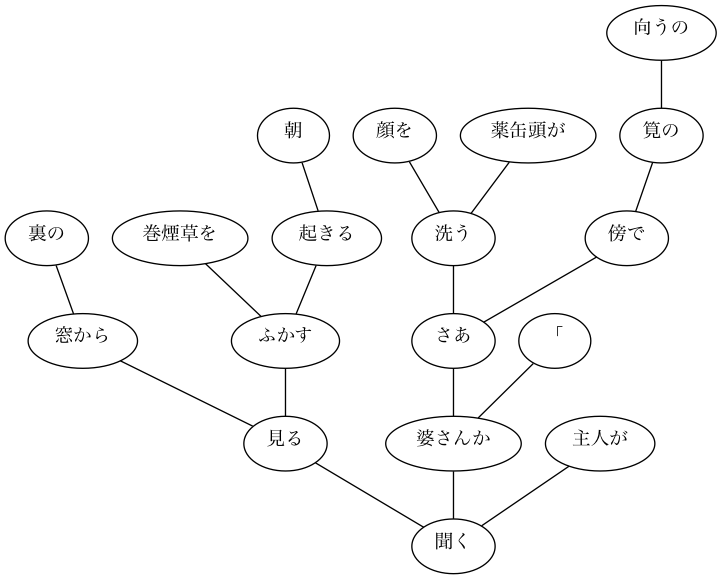 向うの
朝
顔を
薬缶頭が
筧の
裏の
巻煙草を
起きる
洗う
傍で
窓から
ふかす
さあ
「
見る
婆さんか
主人が
聞く